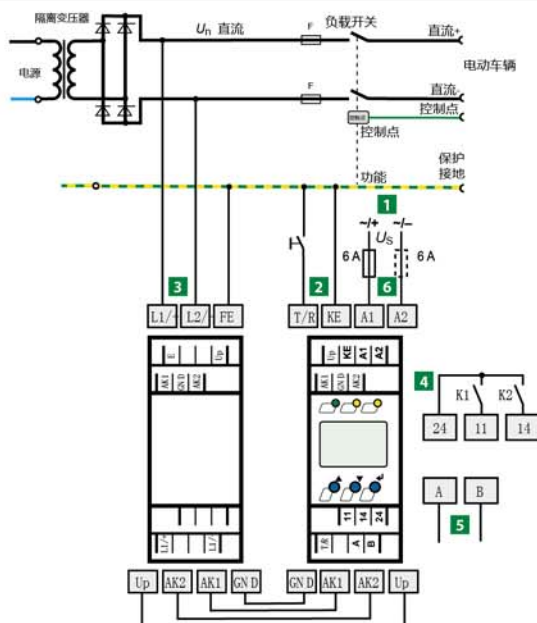 隔离变压器
电源
Un 直流
F
负载开关
直流+
电动车辆
F
直流-
控制点
控制点
功能
保护
接地
1
~/+ ~/−
US
6 A 6 A
3 2 6
L1/+ L2/- FE T/R KE A1 A2
E Up
AK1 GND AK2
Up KE A1 A2
AK1 GND AK2
4
K1 K2
24 11 14
11 14 24
T/R A B
L1/+ L1/-
A B
5
Up AK2 AK1 GND GND AK1 AK2 Up